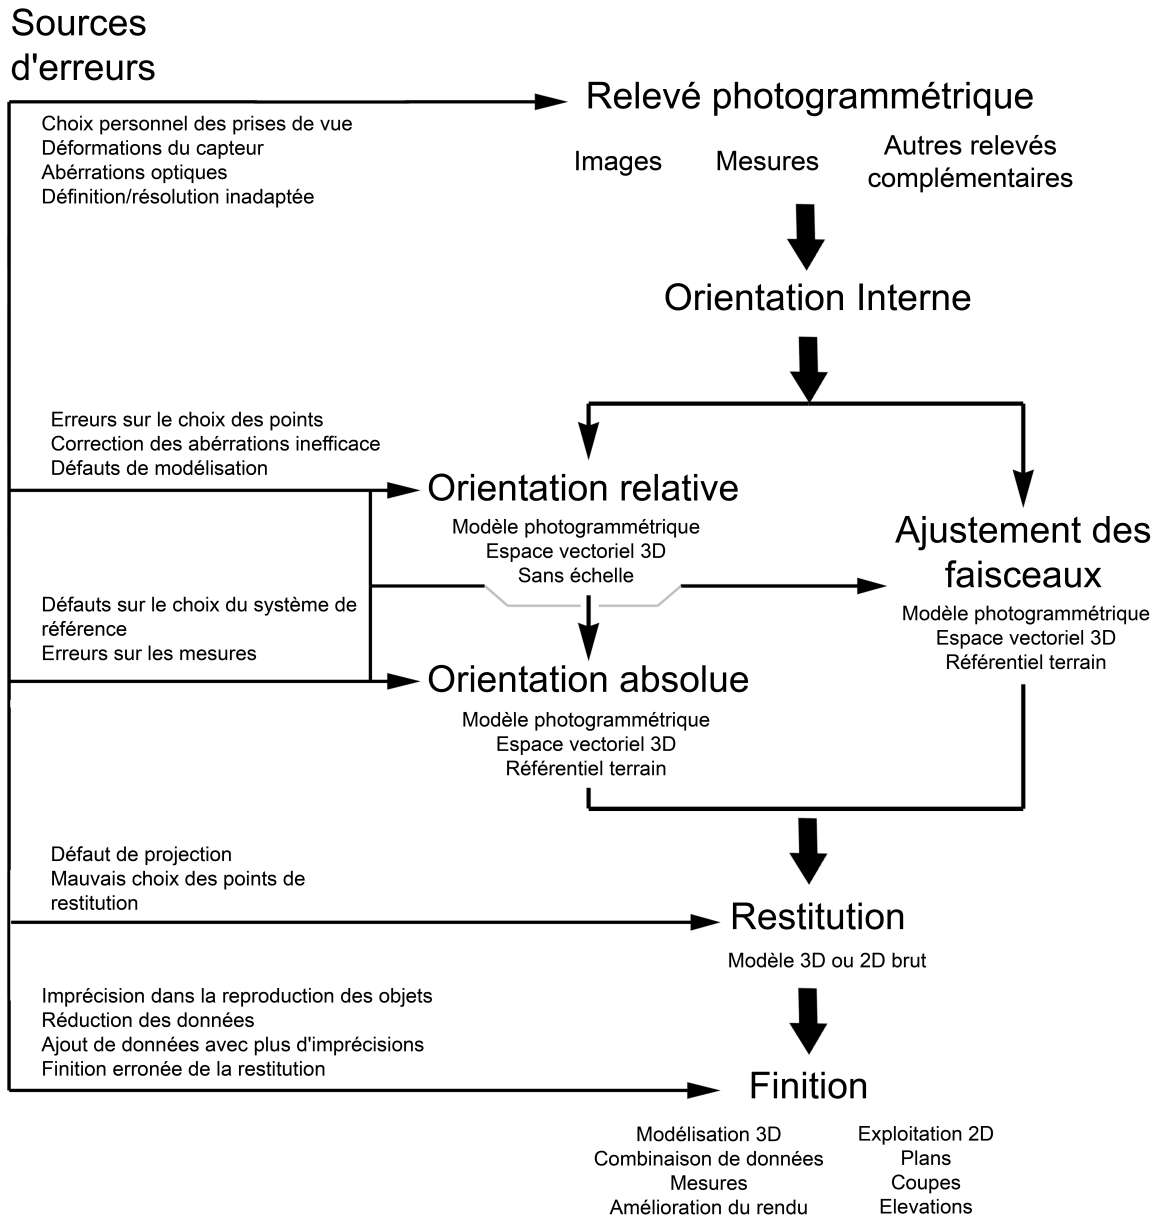 Sources
d'erreurs
Relevé photogrammétrique
Choix personnel des prises de vue
Déformations du capteur
Abérrations optiques
Définition/résolution inadaptée
Images
Mesures
Autres relevés
complémentaires
Orientation Interne
Erreurs sur le choix des points
Correction des abérrations inefficace
Défauts de modélisation
Orientation relative
Modèle photogrammétrique
Espace vectoriel 3D
Sans échelle
Ajustement des
faisceaux
Modèle photogrammétrique
Espace vectoriel 3D
Référentiel terrain
Défauts sur le choix du système de
référence
Erreurs sur les mesures
Orientation absolue
Modèle photogrammétrique
Espace vectoriel 3D
Référentiel terrain
Défaut de projection
Mauvais choix des points de
restitution
Restitution
Modèle 3D ou 2D brut
Imprécision dans la reproduction des objets
Réduction des données
Ajout de données avec plus d'imprécisions
Finition erronée de la restitution
Finition
Modélisation 3D
Combinaison de données
Mesures
Amélioration du rendu
Exploitation 2D
Plans
Coupes
Elevations